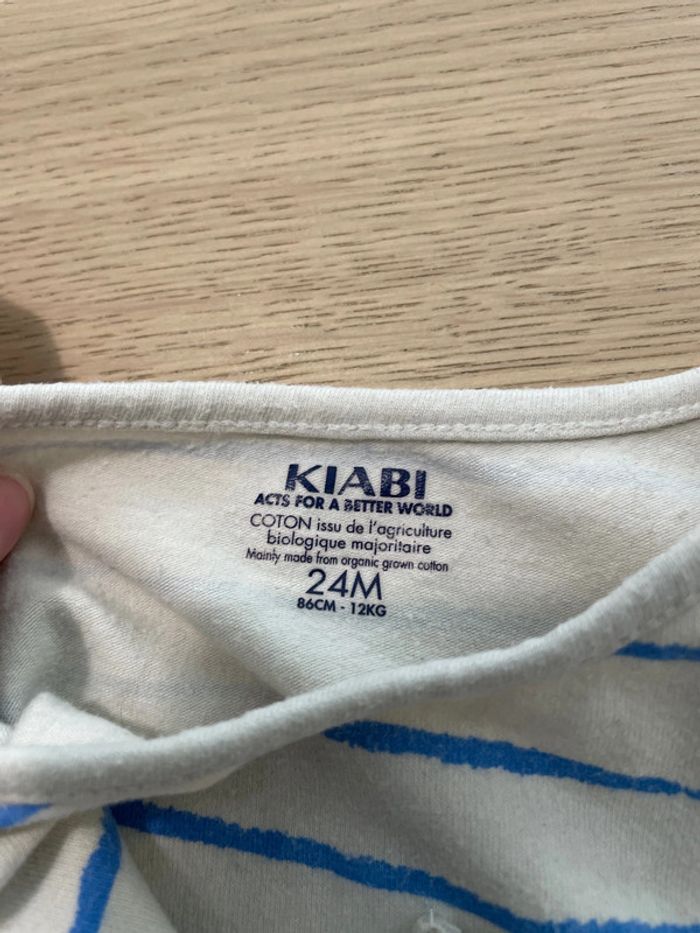 KIABI
ACTS FOR A BETTER WORLD
COTON issu de l'agriculture
biologique majoritaire
Mainly made from organic grown cotton
24M
86CM - 12KG